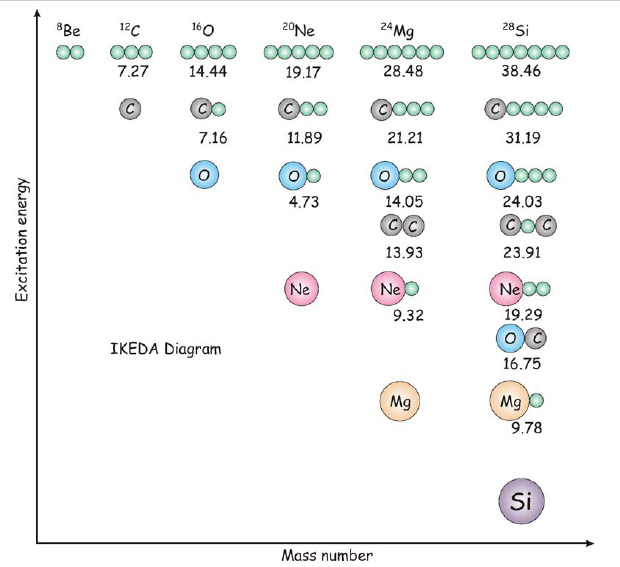 ⁸Be ¹²C ¹⁶O ²⁰Ne ²⁴Mg ²⁸Si
7.27 14.44 19.17 28.48 38.46
C C C C C
7.16 11.89 21.21 31.19
O O O O
4.73 14.05 24.03
C C C C
13.93 23.91
Ne Ne Ne
9.32 19.29
O C
IKEDA Diagram
16.75
Mg Mg
9.78
Si
Excitation energy
Mass number